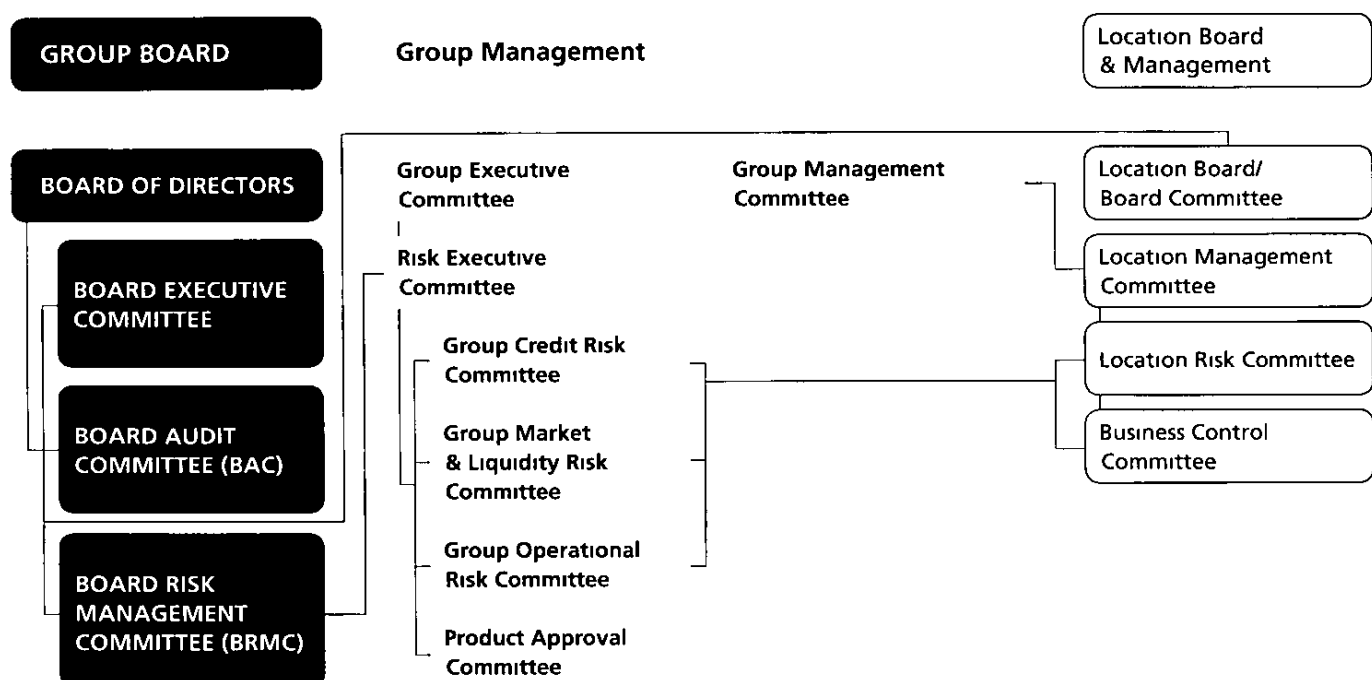 GROUP BOARD
Group Management
Location Board
& Management
BOARD OF DIRECTORS
Group Executive
Committee
Group Management
Committee
Location Board/
Board Committee
BOARD EXECUTIVE
COMMITTEE
Risk Executive
Committee
Location Management
Committee
Group Credit Risk
Committee
Location Risk Committee
BOARD AUDIT
COMMITTEE (BAC)
Group Market
& Liquidity Risk
Committee
Business Control
Committee
BOARD RISK
MANAGEMENT
COMMITTEE (BRMC)
Group Operational
Risk Committee
Product Approval
Committee